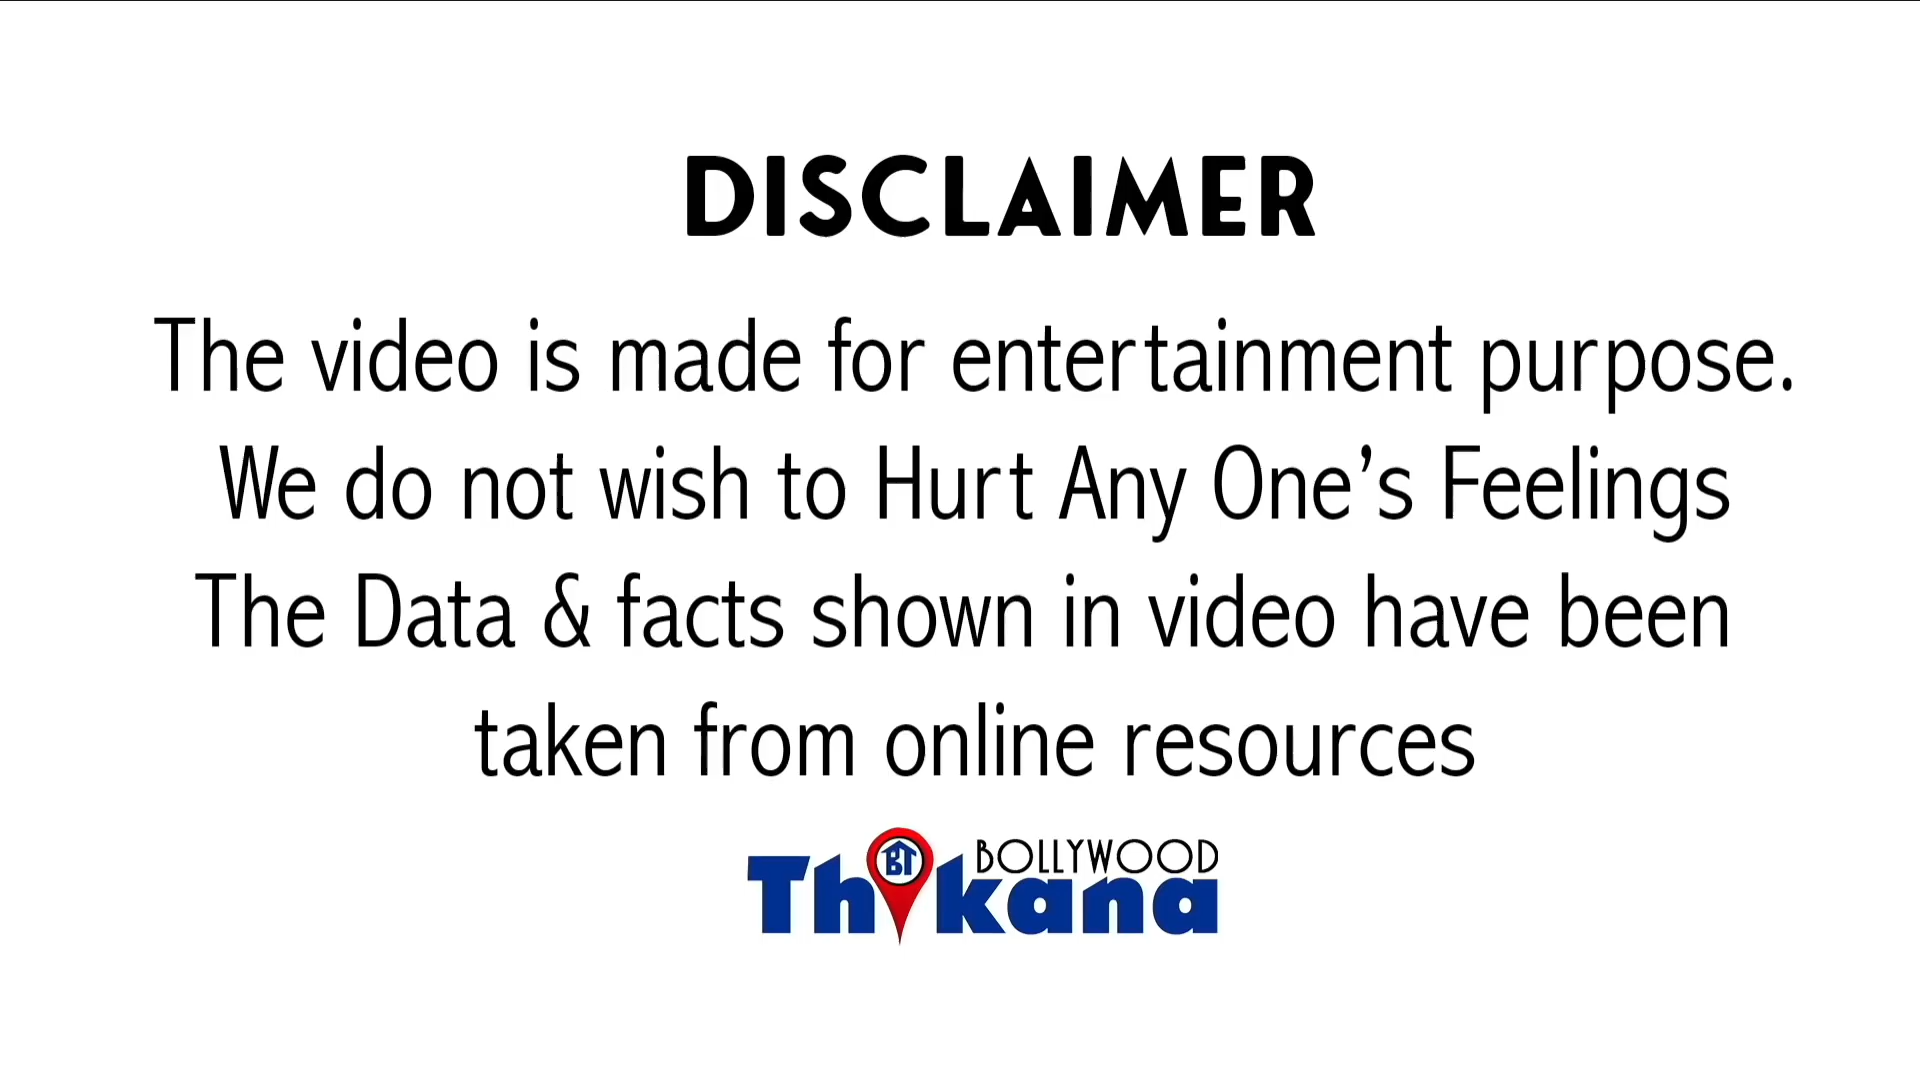 DISCLAIMER
The video is made for entertainment purpose.
We do not wish to Hurt Any One’s Feelings
The Data & facts shown in video have been
taken from online resources
BT
BOLLYWOOD
Thikana